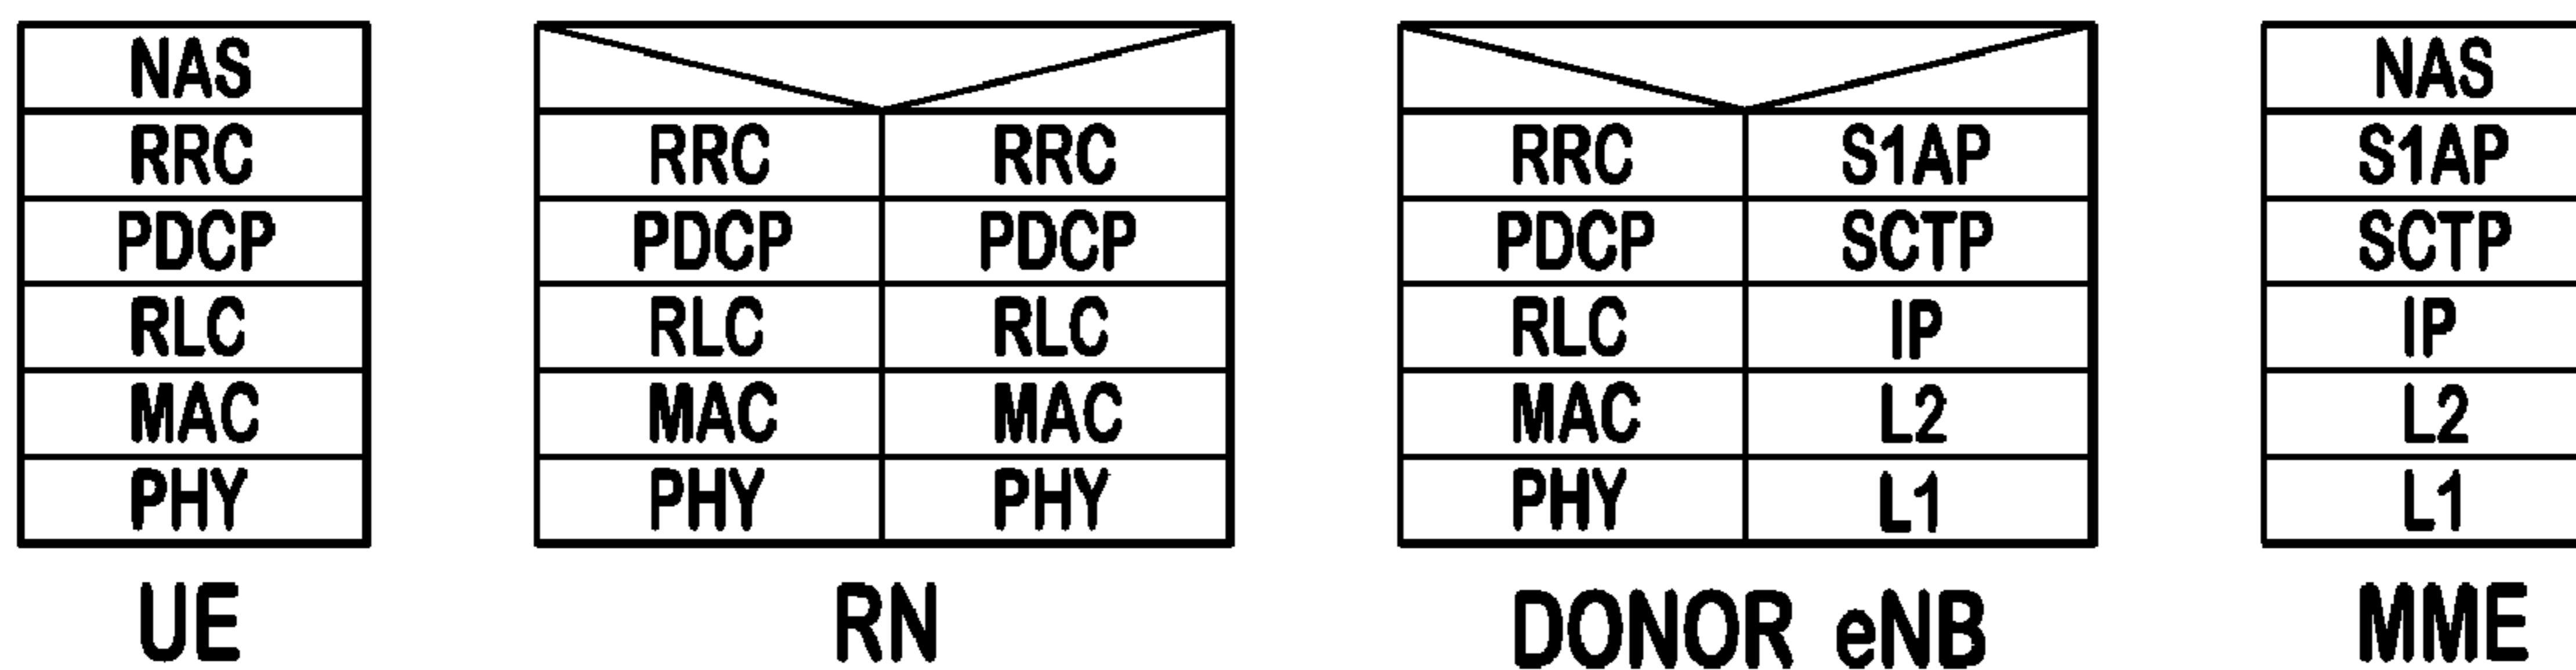 NAS
RRC
PDCP
RLC
MAC
PHY
UE
RRC RRC
PDCP PDCP
RLC RLC
MAC MAC
PHY PHY
RN
RRC S1AP
PDCP SCTP
RLC IP
MAC L2
PHY L1
DONOR eNB
NAS
S1AP
SCTP
IP
L2
L1
MME